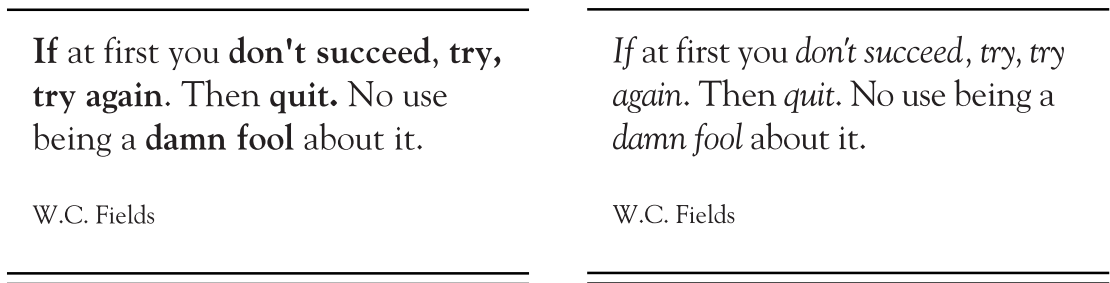 If at first you don't succeed, try,
try again. Then quit. No use
being a damn fool about it.
W.C. Fields
If at first you don't succeed, try, try
again. Then quit. No use being a
damn fool about it.
W.C. Fields